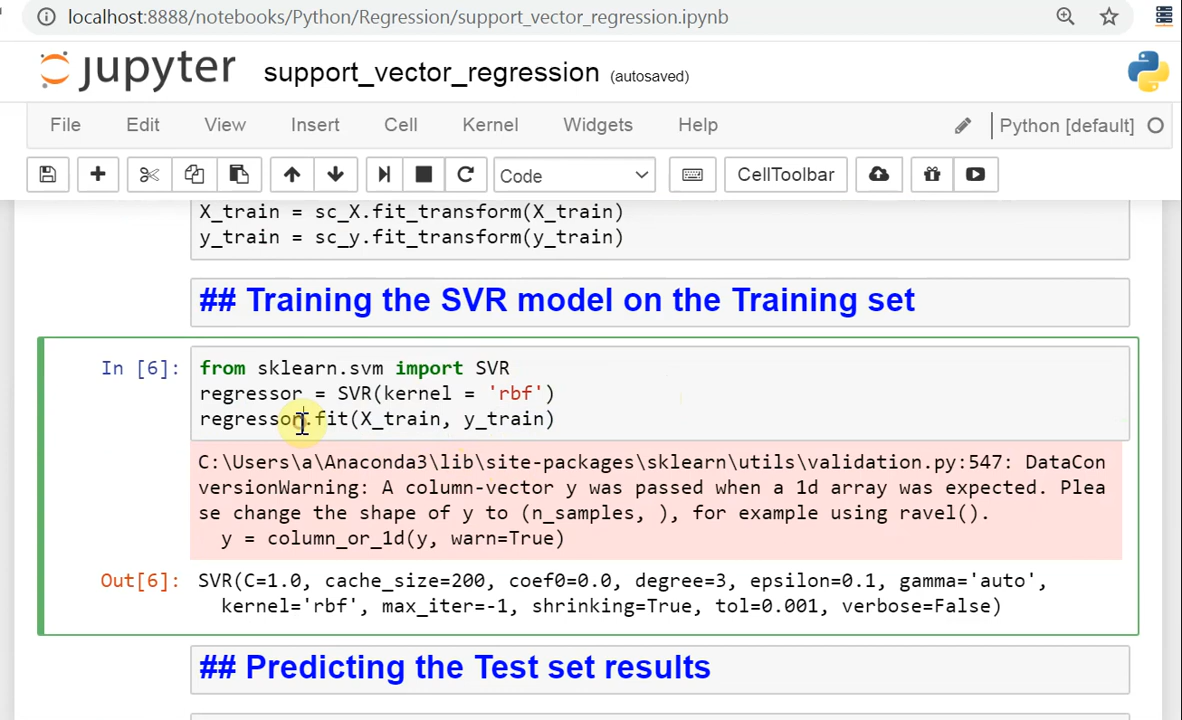 localhost:8888/notebooks/Python/Regression/support_vector_regression.ipynb
jupyter support_vector_regression (autosaved)
File Edit View Insert Cell Kernel Widgets Help Python [default]
Code CellToolbar
X_train = sc_X.fit_transform(X_train)
y_train = sc_y.fit_transform(y_train)
## Training the SVR model on the Training set
In [6]: from sklearn.svm import SVR
regressor = SVR(kernel = 'rbf')
regressor.fit(X_train, y_train)
C:\Users\a\Anaconda3\lib\site-packages\sklearn\utils\validation.py:547: DataCon
versionWarning: A column-vector y was passed when a 1d array was expected. Plea
se change the shape of y to (n_samples, ), for example using ravel().
y = column_or_1d(y, warn=True)
Out[6]: SVR(C=1.0, cache_size=200, coef0=0.0, degree=3, epsilon=0.1, gamma='auto',
kernel='rbf', max_iter=-1, shrinking=True, tol=0.001, verbose=False)
## Predicting the Test set results